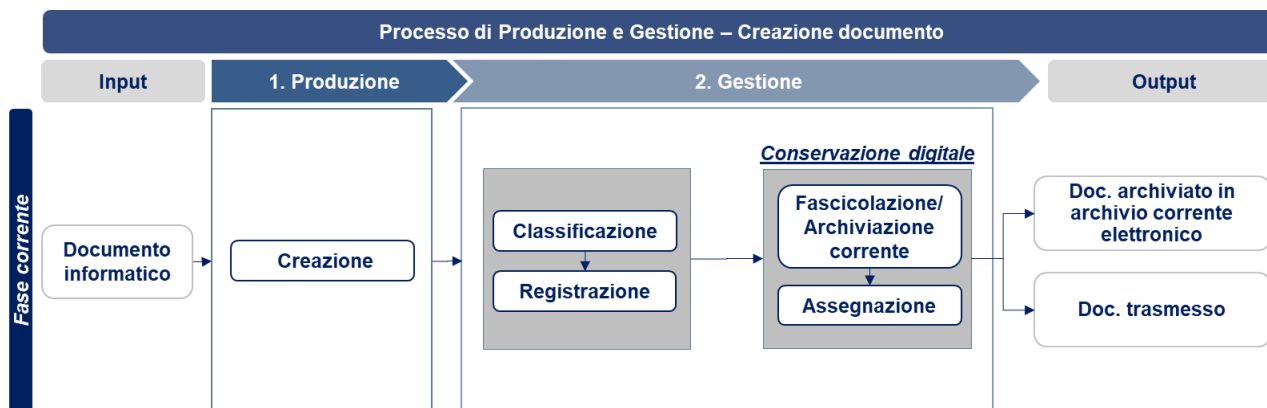 Processo di Produzione e Gestione – Creazione documento
Input
1. Produzione
2. Gestione
Output
Fase corrente
Documento
informatico
Creazione
Classificazione
Registrazione
Conservazione digitale
Fascicolazione/
Archiviazione
corrente
Assegnazione
Doc. archiviato in
archivio corrente
elettronico
Doc. trasmesso